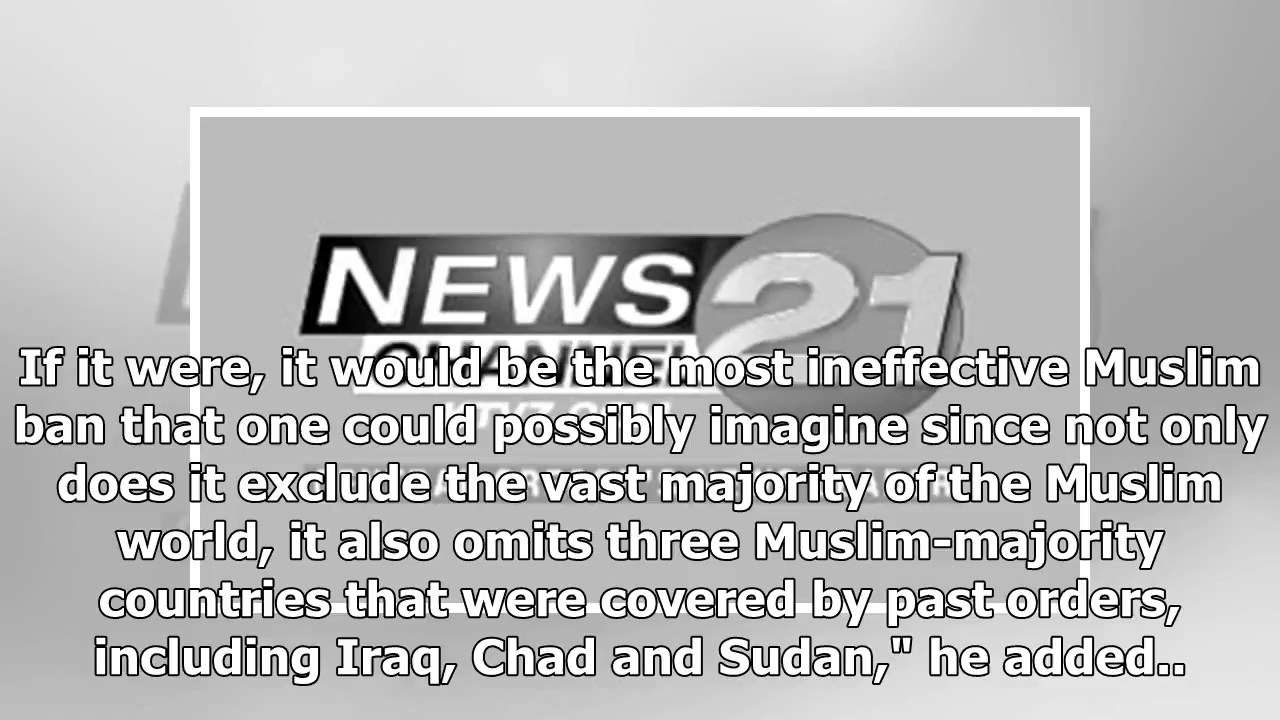 NEWS
21
CHANNEL
If it were, it would be the most ineffective Muslim
ban that one could possibly imagine since not only
does it exclude the vast majority of the Muslim
world, it also omits three Muslim-majority
countries that were covered by past orders,
including Iraq, Chad and Sudan," he added..